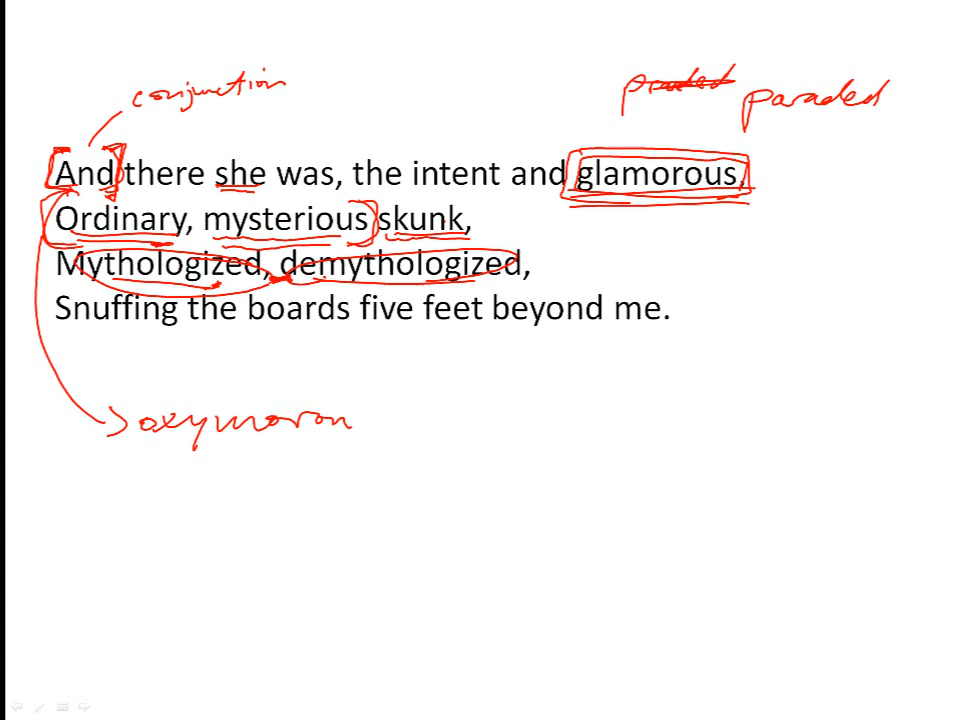 conjunction
praded paraded
And there she was, the intent and glamorous,
Ordinary, mysterious skunk,
Mythologized, demythologized,
Snuffing the boards five feet beyond me.
oxymoron